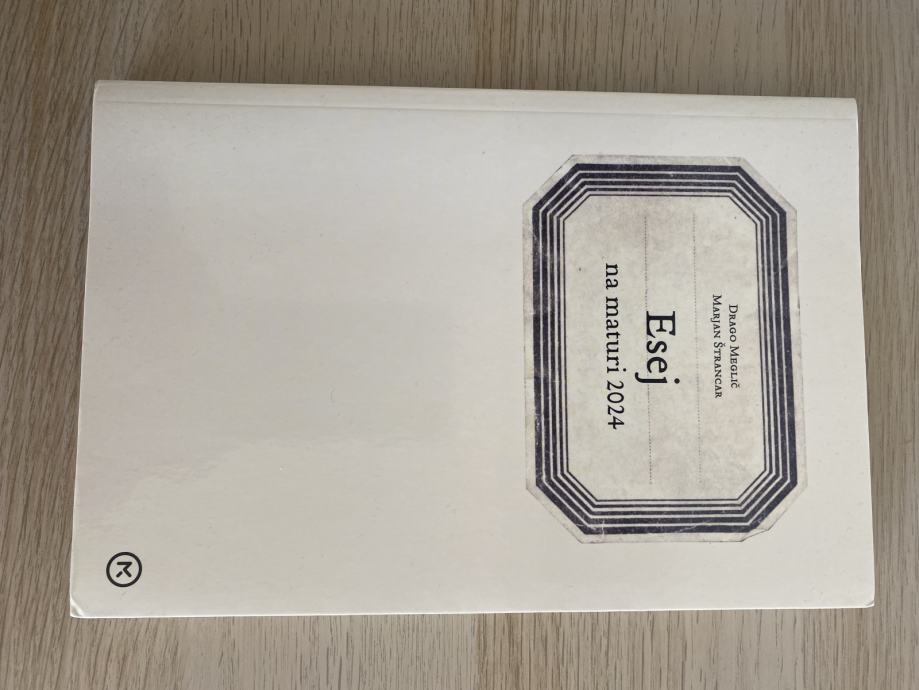 Drago Meglič
Marjan Štrancar
Esej
na maturi 2024